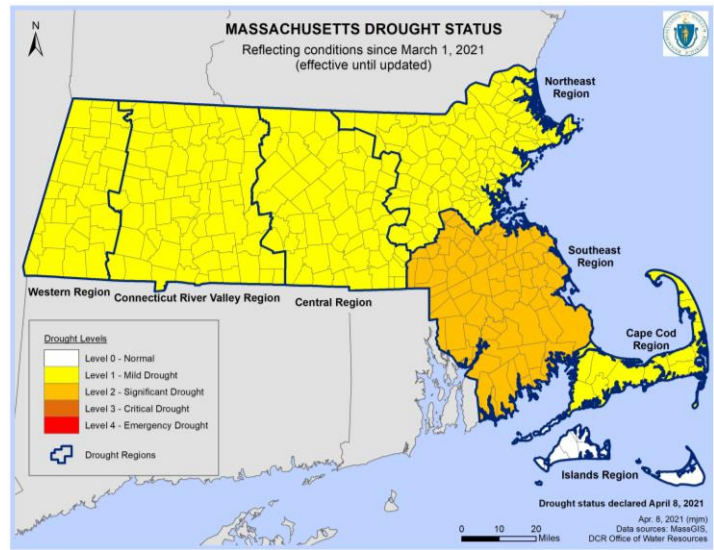 N
MASSACHUSETTS DROUGHT STATUS
Reflecting conditions since March 1, 2021
(effective until updated)
Northeast
Region
Southeast
Region
Western Region
Connecticut River Valley Region
Central Region
Cape Cod
Region
Drought Levels
Level 0 - Normal
Level 1 - Mild Drought
Level 2 - Significant Drought
Level 3 - Critical Drought
Level 4 - Emergency Drought
Drought Regions
Islands Region
Drought status declared April 8, 2021
Apr. 8, 2021 (mjm)
Data sources: MassGIS,
DCR Office of Water Resources
0 10 20
Miles